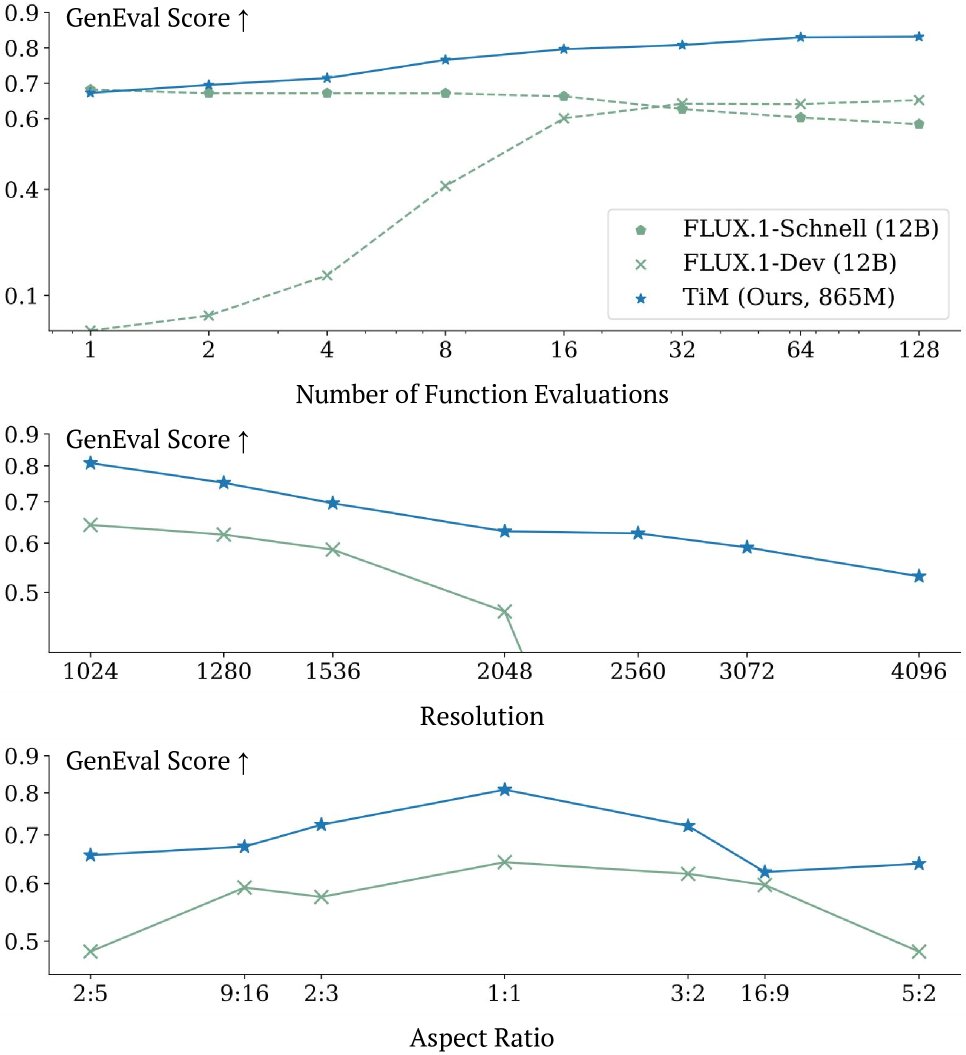 GenEval Score ↑
0.9
0.8
0.7
0.6
0.4
0.1
FLUX.1-Schnell (12B)
FLUX.1-Dev (12B)
TiM (Ours, 865M)
1 2 4 8 16 32 64 128
Number of Function Evaluations
GenEval Score ↑
0.9
0.8
0.7
0.6
0.5
1024 1280 1536 2048 2560 3072 4096
Resolution
GenEval Score ↑
0.9
0.8
0.7
0.6
0.5
2:5 9:16 2:3 1:1 3:2 16:9 5:2
Aspect Ratio